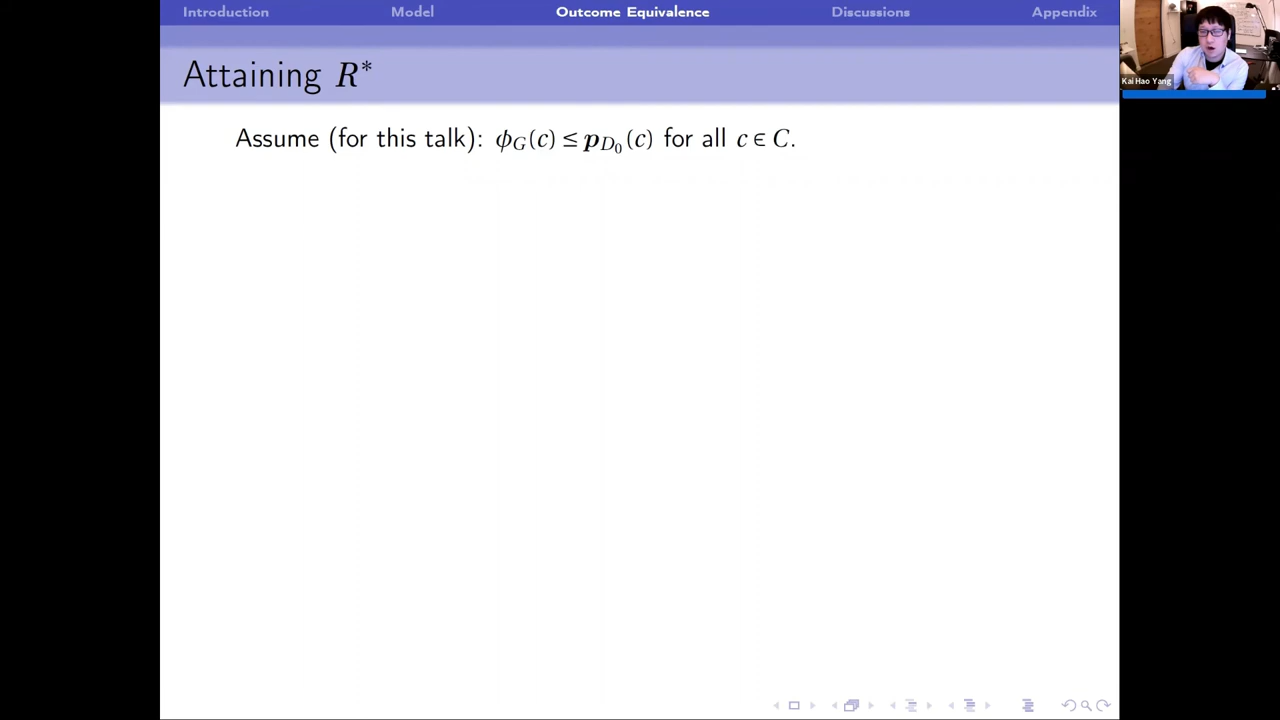 Introduction Model Outcome Equivalence Discussions Appendix
Attaining R*
Assume (for this talk): ϕ_G(c) ≤ p_{D_0}(c) for all c ∈ C.
Kai Hao Yang